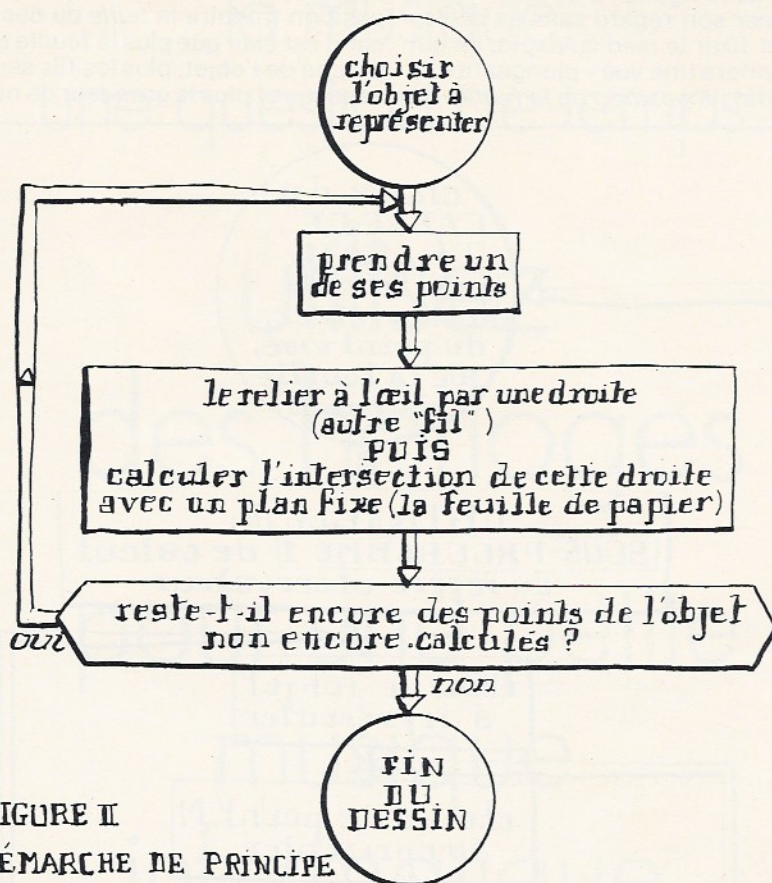 choisir
l'objet à
représenter
prendre un
de ses points
le relier à l'œil par une droite
(autre "fil")
PUIS
calculer l'intersection de cette droite
avec un plan fixe (la feuille de papier)
reste-t-il encore des points de l'objet
non encore calculés ?
oui
non
FIN
DU
DESSIN
IGURE II
ÉMARCHE DE PRINCIPE